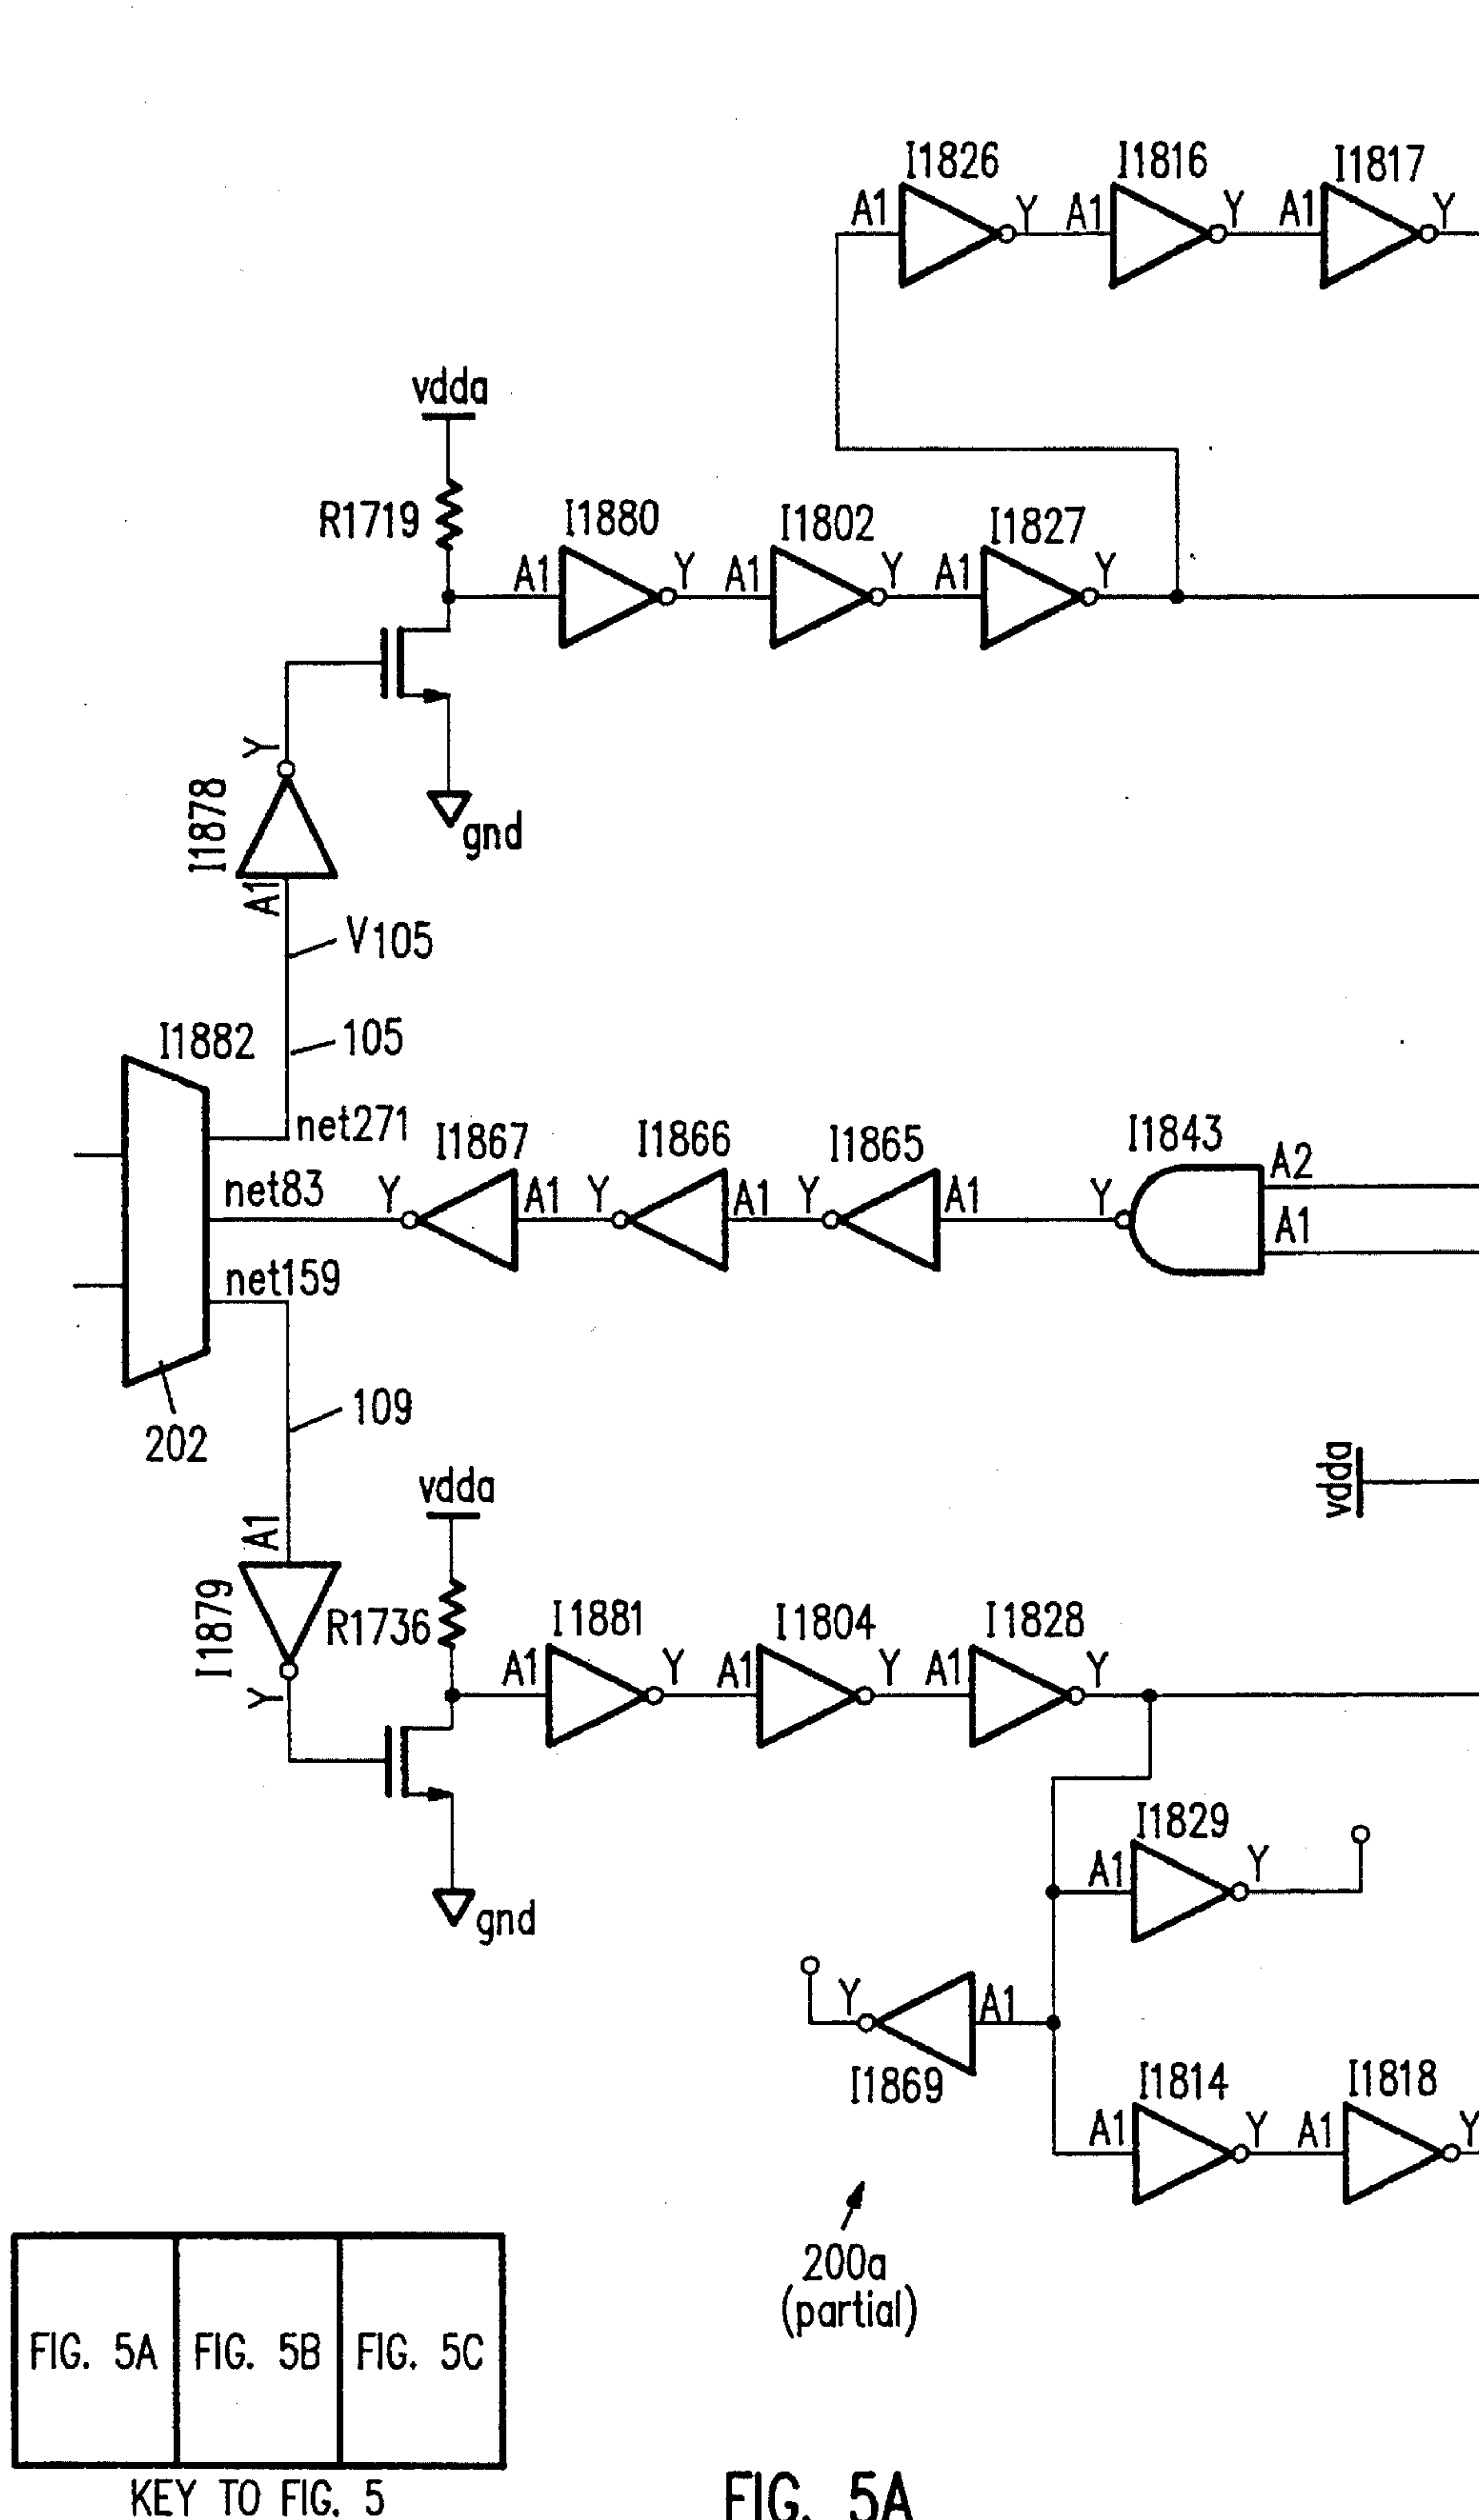 I1826 I1816 I1817
A1 Y A1 Y A1 Y
vdda
R1719 I1880 I1802 I1827
A1 Y A1 Y A1 Y
Y
I1878
gnd
A1
V105
105
I1882
net271
I1867 I1866 I1865 I1843
net83 Y A1 Y A1 Y A1 Y A2
A1
net159
109
202
vdda
vdda
A1
I1879
R1736 I1881 I1804 I1828
A1 Y A1 Y A1 Y
Y
I1829
A1 Y
gnd
Y A1
I1869
I1814 I1818
A1 Y A1 Y
200a
(partial)
FIG. 5A FIG. 5B FIG. 5C
KEY TO FIG. 5
FIG. 5A